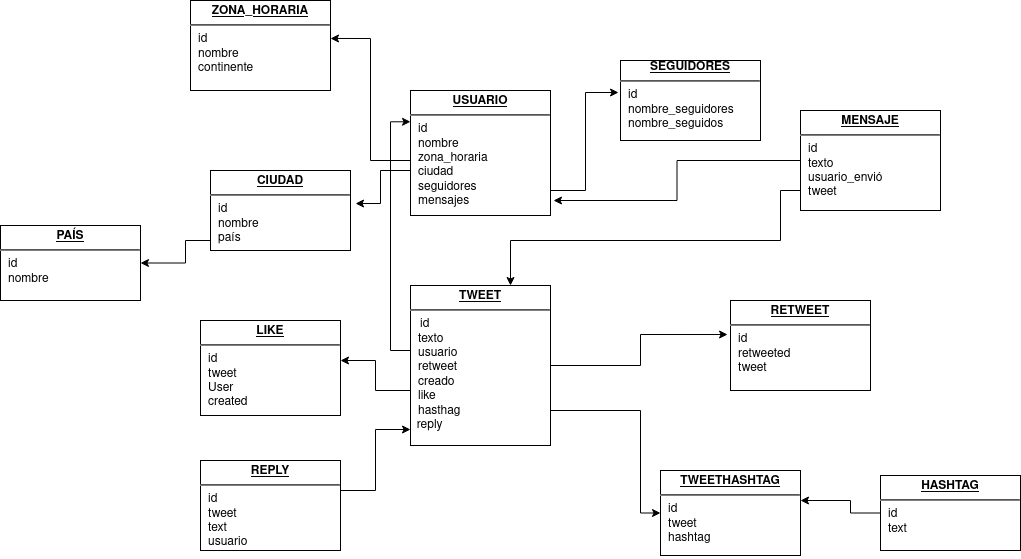 ZONA_HORARIA
id
nombre
continente
USUARIO
id
nombre
zona_horaria
ciudad
seguidores
mensajes
SEGUIDORES
id
nombre_seguidores
nombre_seguidos
MENSAJE
id
texto
usuario_envió
tweet
CIUDAD
id
nombre
país
PAÍS
id
nombre
TWEET
id
texto
usuario
retweet
creado
like
hasthag
reply
RETWEET
id
retweeted
tweet
LIKE
id
tweet
User
created
REPLY
id
tweet
text
usuario
TWEETHASHTAG
id
tweet
hashtag
HASHTAG
id
text